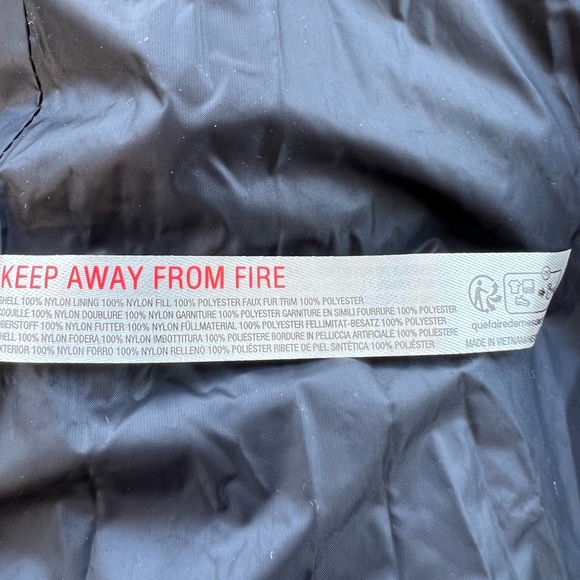 KEEP AWAY FROM FIRE
SHELL 100% NYLON LINING 100% NYLON FILL 100% POLYESTER FAUX FUR TRIM 100% POLYESTER
COQUILLE 100% NYLON DOUBLURE 100% NYLON GARNITURE 100% POLYESTER GARNITURE EN SIMILI FOURRURE 100% POLYESTER
BERSTOFF 100% NYLON FUTTER 100% NYLON FÜLLMATERIAL 100% POLYESTER FELLIMITAT-BESATZ 100% POLYESTER
HELL 100% NYLON FODERA 100% NYLON IMBOTTITURA 100% POLIESTERE BORDURE IN PELLICCIA ARTIFICIALE 100% POLIESTERE
EXTERIOR 100% NYLON FORRO 100% NYLON RELLENO 100% POLIÉSTER RIBETE DE PIEL SINTÉTICA 100% POLIÉSTER
quefairedeme
MADE IN VIETNAM